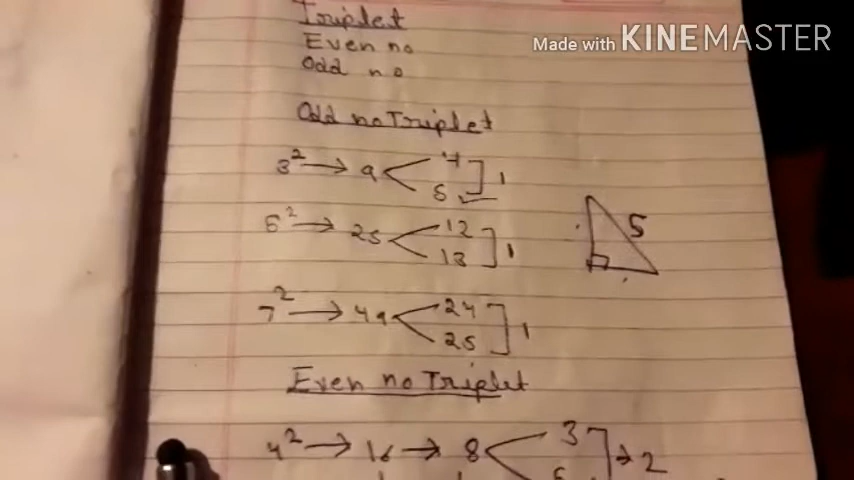 Made with KINEMASTER
Triplet
Even no
Odd no
Odd no Triplet
3² → 9 < 4 ] 1
5
5² → 25 < 12 ] 1
13
5
7² → 49 < 24 ] 1
25
Even no Triplet
4² → 16 → 8 < 3 ] → 2